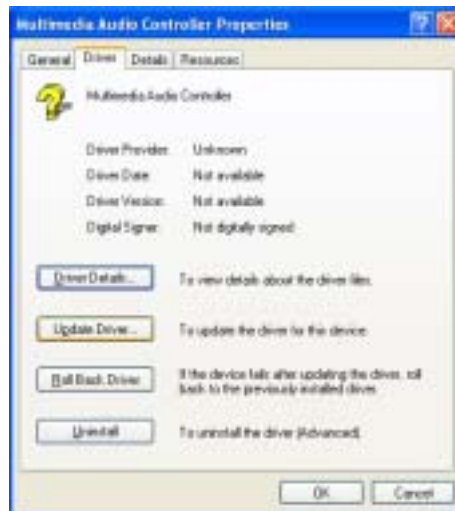 Multimedia Audio Controller Properties
General Driver Details Resources
Multimedia Audio Controller
Driver Provider: Unknown
Driver Date: Not available
Driver Version: Not available
Digital Signer: Not digitally signed
Driver Details... To view details about the driver files.
Update Driver... To update the driver for this device.
Roll Back Driver If the device fails after updating the driver, roll
back to the previously installed driver.
Uninstall To uninstall the driver (Advanced).
OK Cancel